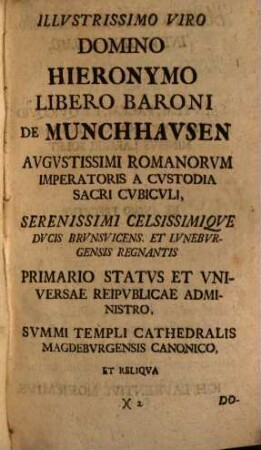 ILLVSTRISSIMO VIRO
DOMINO
HIERONYMO
LIBERO BARONI
DE MUNCHHAVSEN
AVGVSTISSIMI ROMANORVM
IMPERATORIS A CVSTODIA
SACRI CVBICVLI,
SERENISSIMI CELSISSIMIQVE
DVCIS BRVNSVICENS. ET LVNEBVR-
GENSIS REGNANTIS
PRIMARIO STATVS ET VNI-
VERSAE REIPVBLICAE ADMI-
NISTRO,
SVMMI TEMPLI CATHEDRALIS
MAGDEBVRGENSIS CANONICO,
ET RELIQVA
X 2
DO-